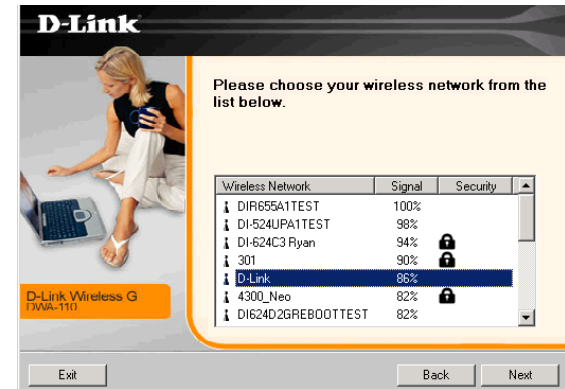 D-Link
Please choose your wireless network from the
list below.
Wireless Network Signal Security
DIR655A1TEST 100%
DI-524UPA1TEST 98%
DI-624C3 Ryan 94%
301 90%
D-Link 86%
4300_Neo 82%
DI624D2GREBOOTTEST 82%
D-Link Wireless G
DWA-110
Exit Back Next